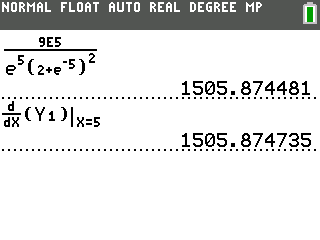 NORMAL FLOAT AUTO REAL DEGREE MP
9E5
e^5(2+e^-5)^2
1505.874481
d/dX(Y1)|X=5
1505.874735